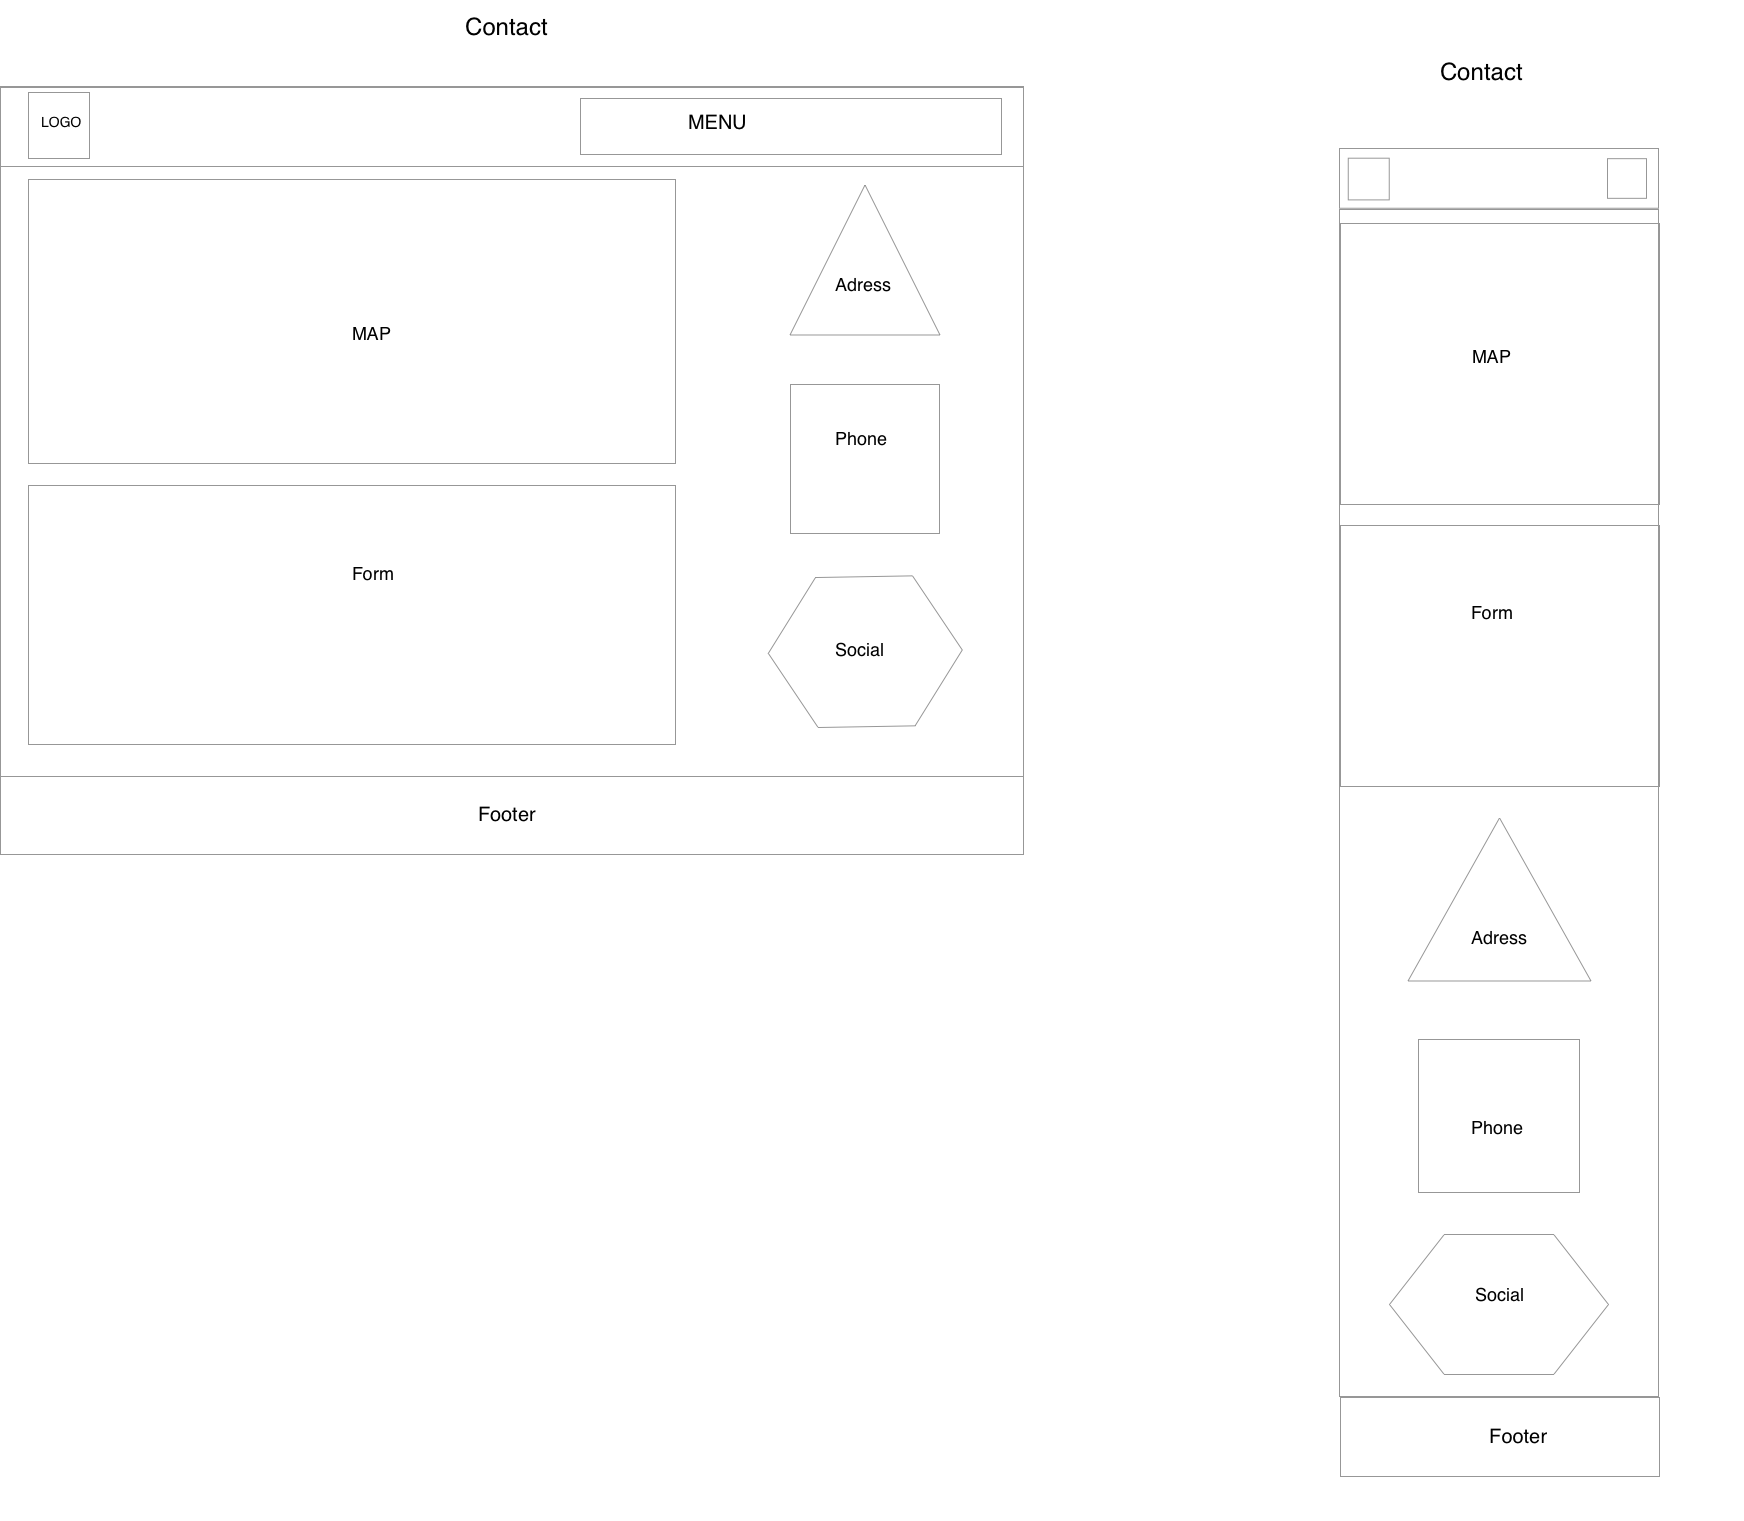 Contact
LOGO
MENU
MAP
Adress
Phone
Form
Social
Footer
Contact
MAP
Form
Adress
Phone
Social
Footer